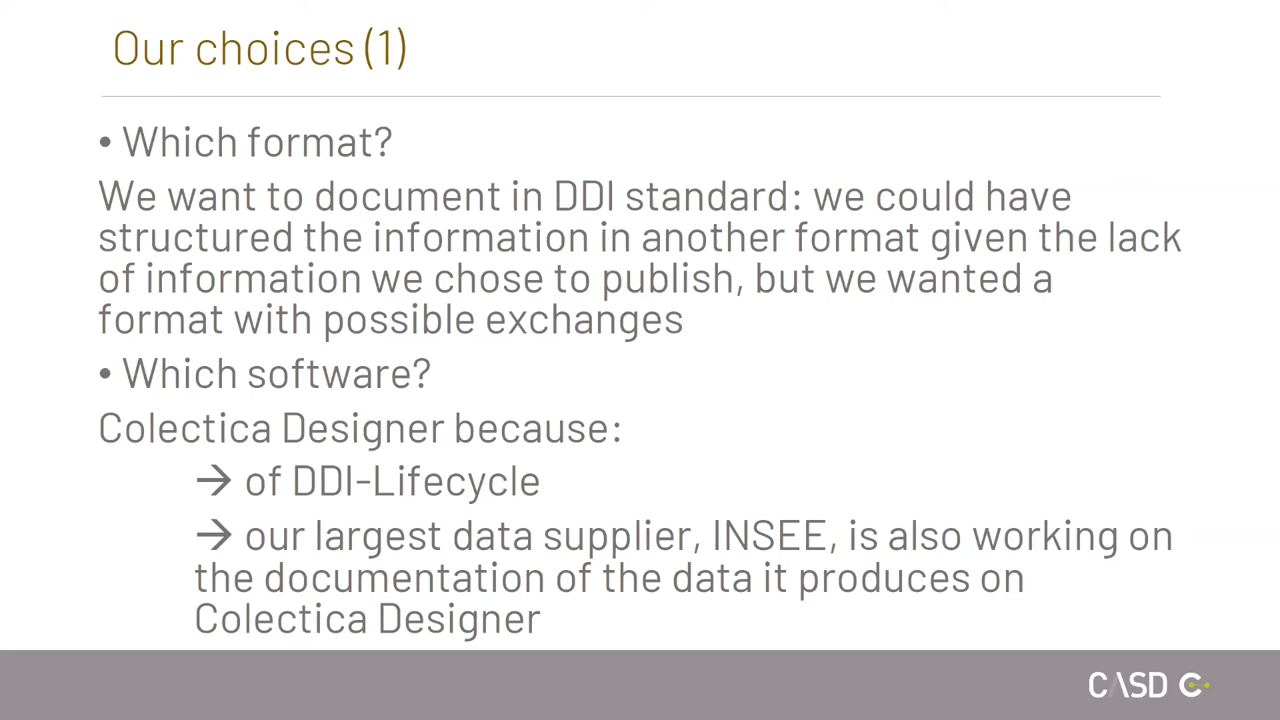 Our choices (1)
• Which format?
We want to document in DDI standard: we could have
structured the information in another format given the lack
of information we chose to publish, but we wanted a
format with possible exchanges
• Which software?
Colectica Designer because:
→ of DDI-Lifecycle
→ our largest data supplier, INSEE, is also working on
the documentation of the data it produces on
Colectica Designer
CASD